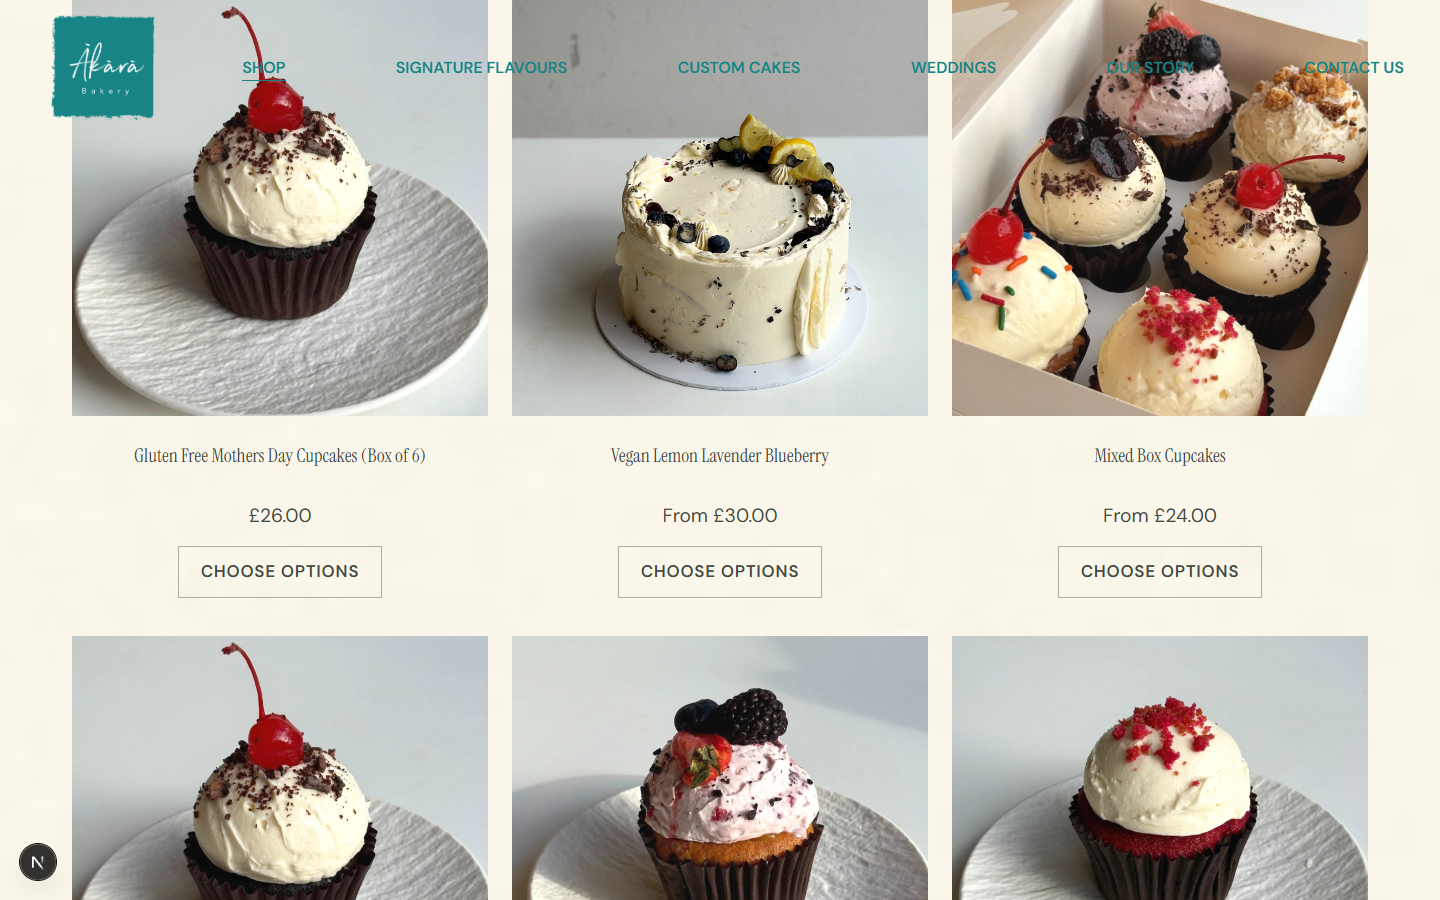 Àkàrà
Bakery
SHOP
SIGNATURE FLAVOURS
CUSTOM CAKES
WEDDINGS
OUR STORY
CONTACT US
Gluten Free Mothers Day Cupcakes (Box of 6)
Vegan Lemon Lavender Blueberry
Mixed Box Cupcakes
£26.00
From £30.00
From £24.00
CHOOSE OPTIONS
CHOOSE OPTIONS
CHOOSE OPTIONS
N